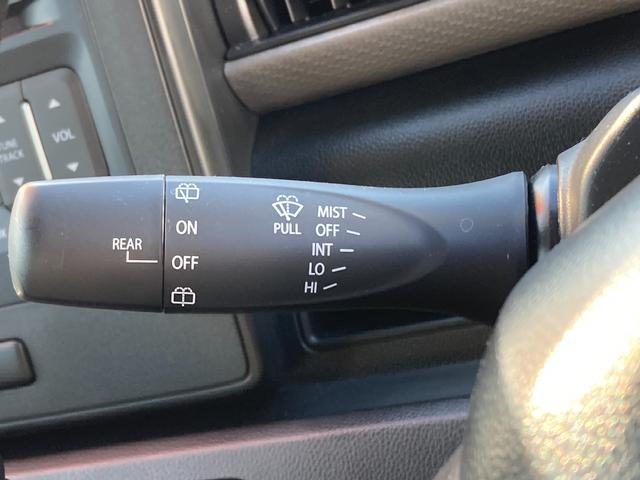 TUNE
TRACK
VOL
REAR
ON
OFF
PULL
MIST
OFF
INT
LO
HI